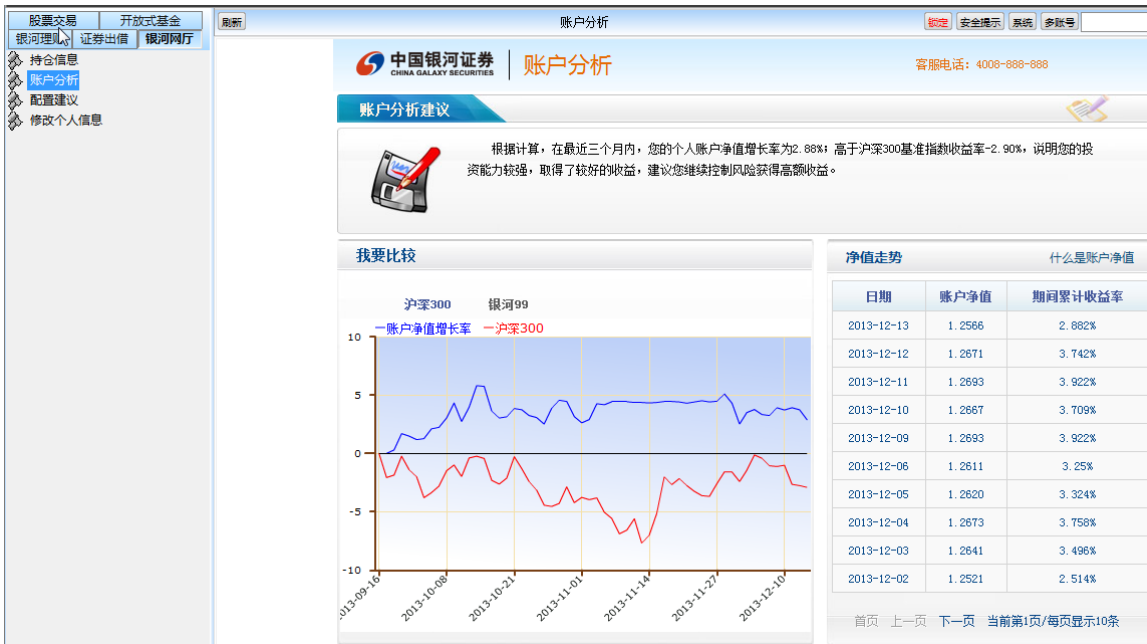 股票交易 开放式基金
刷新 账户分析 锁定 安全提示 系统 多账号
银河理财 证券出借 银河网厅
持仓信息
账户分析
配置建议
修改个人信息
中国银河证券 账户分析 客服电话：4008-888-888
CHINA GALAXY SECURITIES
账户分析建议
根据计算，在最近三个月内，您的个人账户净值增长率为2.88%；高于沪深300基准指数收益率-2.90%，说明您的投
资能力较强，取得了较好的收益，建议您继续控制风险获得高额收益。
我要比较
沪深300 银河99
账户净值增长率 沪深300
10
5
0
-5
-10
2013-09-16 2013-10-08 2013-10-21 2013-11-01 2013-11-14 2013-11-27 2013-12-10
净值走势 什么是账户净值
日期 账户净值 期间累计收益率
2013-12-13 1.2566 2.882%
2013-12-12 1.2671 3.742%
2013-12-11 1.2693 3.922%
2013-12-10 1.2667 3.709%
2013-12-09 1.2693 3.922%
2013-12-06 1.2611 3.25%
2013-12-05 1.2620 3.324%
2013-12-04 1.2673 3.758%
2013-12-03 1.2641 3.496%
2013-12-02 1.2521 2.514%
首页 上一页 下一页 当前第1页/每页显示10条